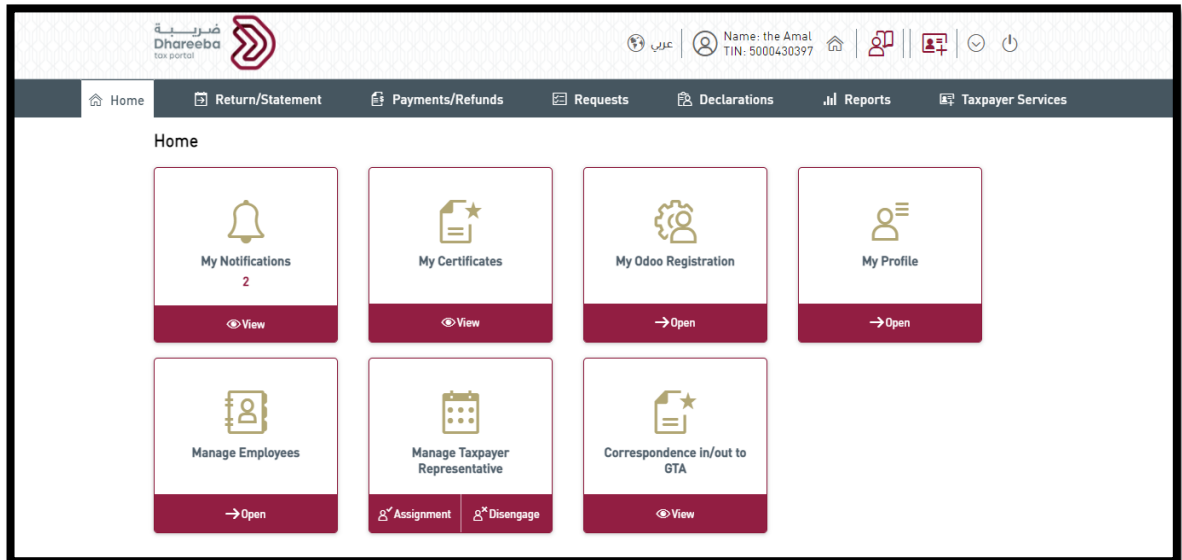 ضريبة
Dhareeba
tax portal
عربي
Name: the Amal
TIN: 5000430397
Home
Return/Statement
Payments/Refunds
Requests
Declarations
Reports
Taxpayer Services
Home
My Notifications
2
View
My Certificates
View
My Odoo Registration
Open
My Profile
Open
Manage Employees
Open
Manage Taxpayer
Representative
Assignment
Disengage
Correspondence in/out to
GTA
View